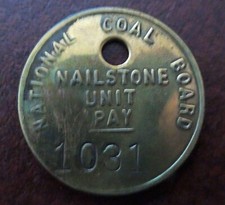 NATIONAL COAL BOARD
NAILSTONE
UNIT
PAY
1031